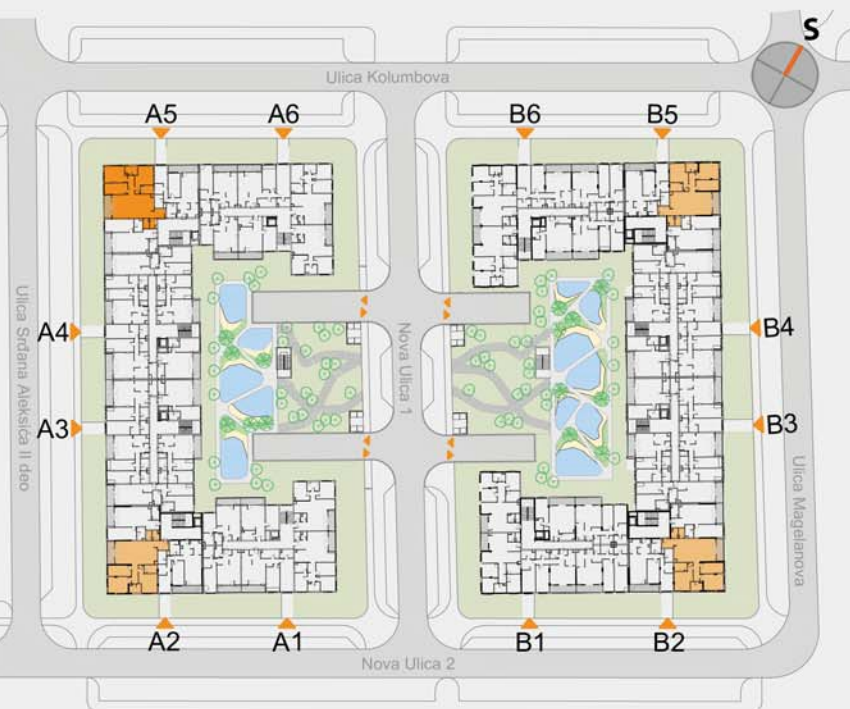 S
Ulica Kolumbova
A5
A6
B6
B5
A4
B4
Ulica Srđana Aleksića II deo
Nova Ulica 1
A3
B3
Ulica Magelanova
A2
A1
B1
B2
Nova Ulica 2